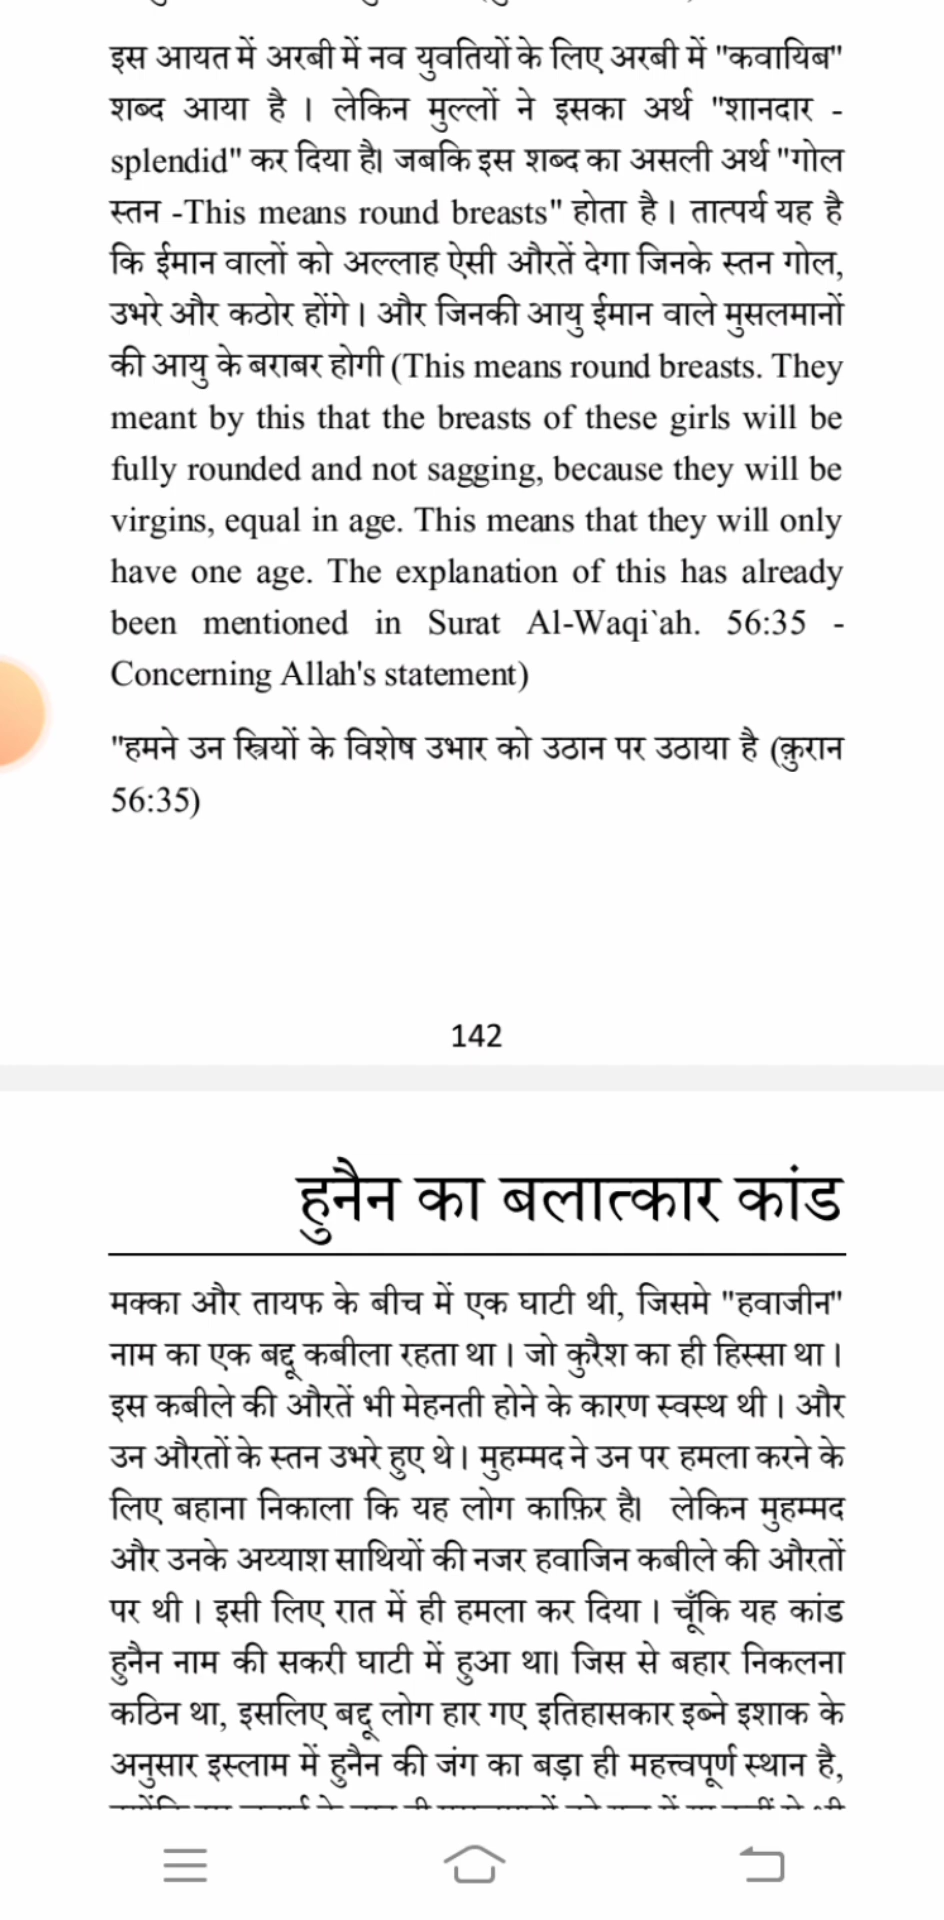 इस आयत में अरबी में नव युवतियों के लिए अरबी में "कवायिब"
शब्द आया है । लेकिन मुल्लों ने इसका अर्थ "शानदार -
splendid" कर दिया है। जबकि इस शब्द का असली अर्थ "गोल
स्तन -This means round breasts" होता है । तात्पर्य यह है
कि ईमान वालों को अल्लाह ऐसी औरतें देगा जिनके स्तन गोल,
उभरे और कठोर होंगे । और जिनकी आयु ईमान वाले मुसलमानों
की आयु के बराबर होगी (This means round breasts. They
meant by this that the breasts of these girls will be
fully rounded and not sagging, because they will be
virgins, equal in age. This means that they will only
have one age. The explanation of this has already
been mentioned in Surat Al-Waqi`ah. 56:35 -
Concerning Allah's statement)
"हमने उन स्त्रियों के विशेष उभार को उठान पर उठाया है (क़ुरान
56:35)
142
हुनैन का बलात्कार कांड
मक्का और तायफ के बीच में एक घाटी थी, जिसमे "हवाजीन"
नाम का एक बद्दू कबीला रहता था । जो कुरैश का ही हिस्सा था ।
इस कबीले की औरतें भी मेहनती होने के कारण स्वस्थ थी । और
उन औरतों के स्तन उभरे हुए थे । मुहम्मद ने उन पर हमला करने के
लिए बहाना निकाला कि यह लोग काफ़िर है। लेकिन मुहम्मद
और उनके अय्याश साथियों की नजर हवाजिन कबीले की औरतों
पर थी । इसी लिए रात में ही हमला कर दिया । चूँकि यह कांड
हुनैन नाम की सकरी घाटी में हुआ था। जिस से बहार निकलना
कठिन था, इसलिए बद्दू लोग हार गए इतिहासकार इब्ने इशाक के
अनुसार इस्लाम में हुनैन की जंग का बड़ा ही महत्त्वपूर्ण स्थान है,